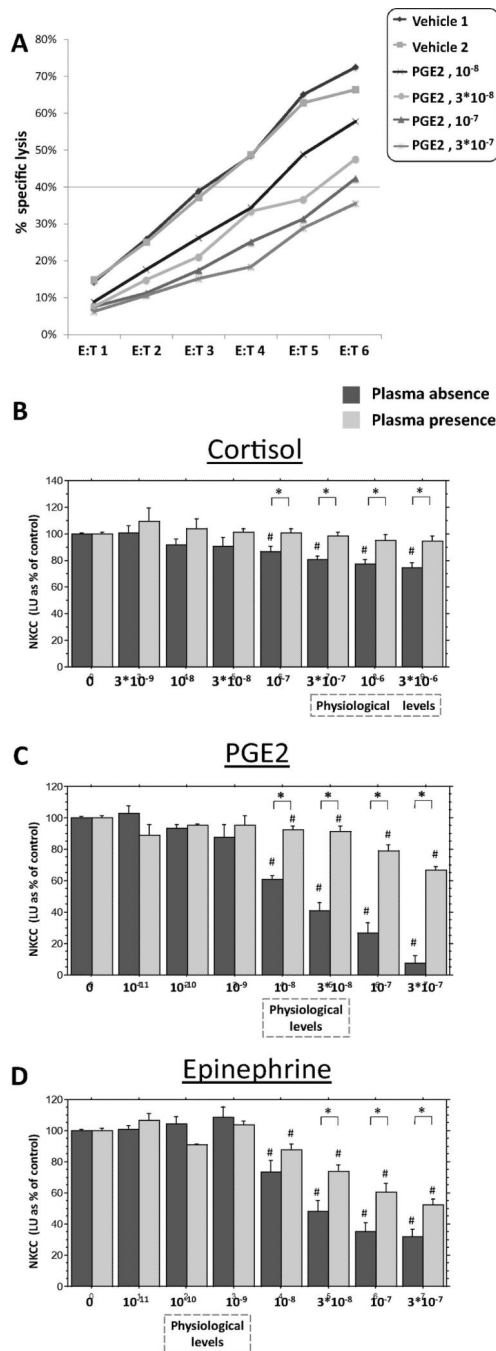 A
80%
70%
60%
50%
40%
30%
20%
10%
0%
% specific lysis
E:T 1 E:T 2 E:T 3 E:T 4 E:T 5 E:T 6
Vehicle 1
Vehicle 2
PGE2 , 10-8
PGE2 , 3*10-8
PGE2 , 10-7
PGE2 , 3*10-7
Plasma absence
Plasma presence
B
Cortisol
140
120
100
80
60
40
20
0
NKCC (LU as % of control)
* * * *
# # # #
0 3*10-9 10-8 3*10-8 10-7 3*10-7 10-6 3*10-6
Physiological levels
C
PGE2
120
100
80
60
40
20
0
NKCC (LU as % of control)
* * * *
# # # #
# # # #
0 10-11 10-10 10-9 10-8 3*10-8 10-7 3*10-7
Physiological
levels
D
Epinephrine
120
100
80
60
40
20
0
NKCC (LU as % of control)
* * *
# # # #
# # # #
0 10-11 10-10 10-9 10-8 3*10-8 10-7 3*10-7
Physiological
levels